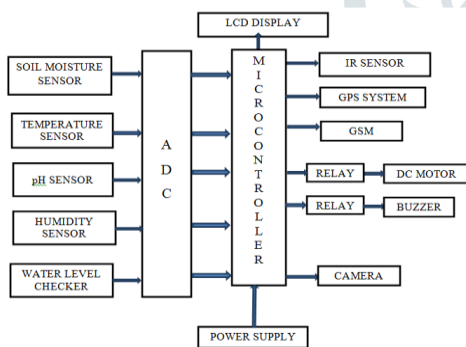 LCD DISPLAY
SOIL MOISTURE
SENSOR
TEMPERATURE
SENSOR
pH SENSOR
HUMIDITY
SENSOR
WATER LEVEL
CHECKER
A
D
C
M
I
C
R
O
C
O
N
T
R
O
L
L
E
R
IR SENSOR
GPS SYSTEM
GSM
RELAY
DC MOTOR
RELAY
BUZZER
CAMERA
POWER SUPPLY